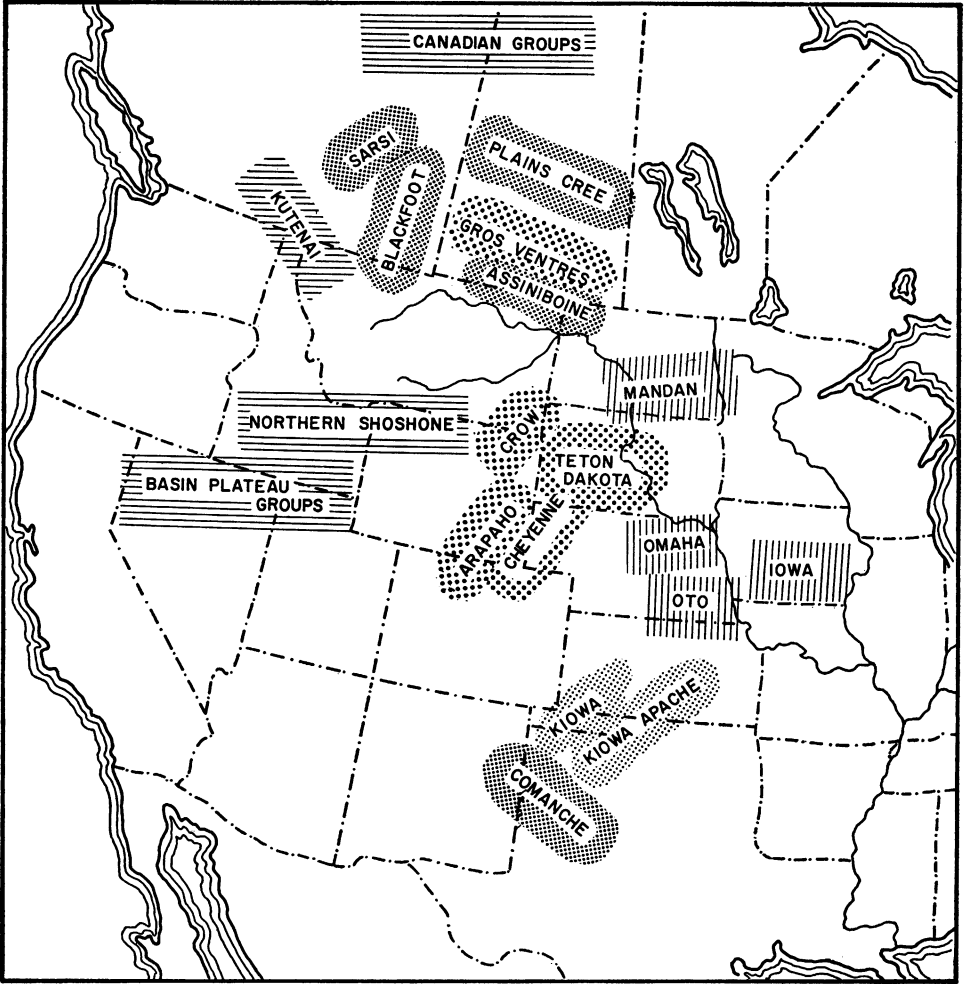 CANADIAN GROUPS
SARSI
PLAINS CREE
BLACKFOOT
KUTENAI
GROS VENTRES
ASSINIBOINE
MANDAN
NORTHERN SHOSHONE
CROW
TETON
DAKOTA
BASIN PLATEAU
GROUPS
ARAPAHO
CHEYENNE
OMAHA
IOWA
OTO
KIOWA
KIOWA APACHE
COMANCHE